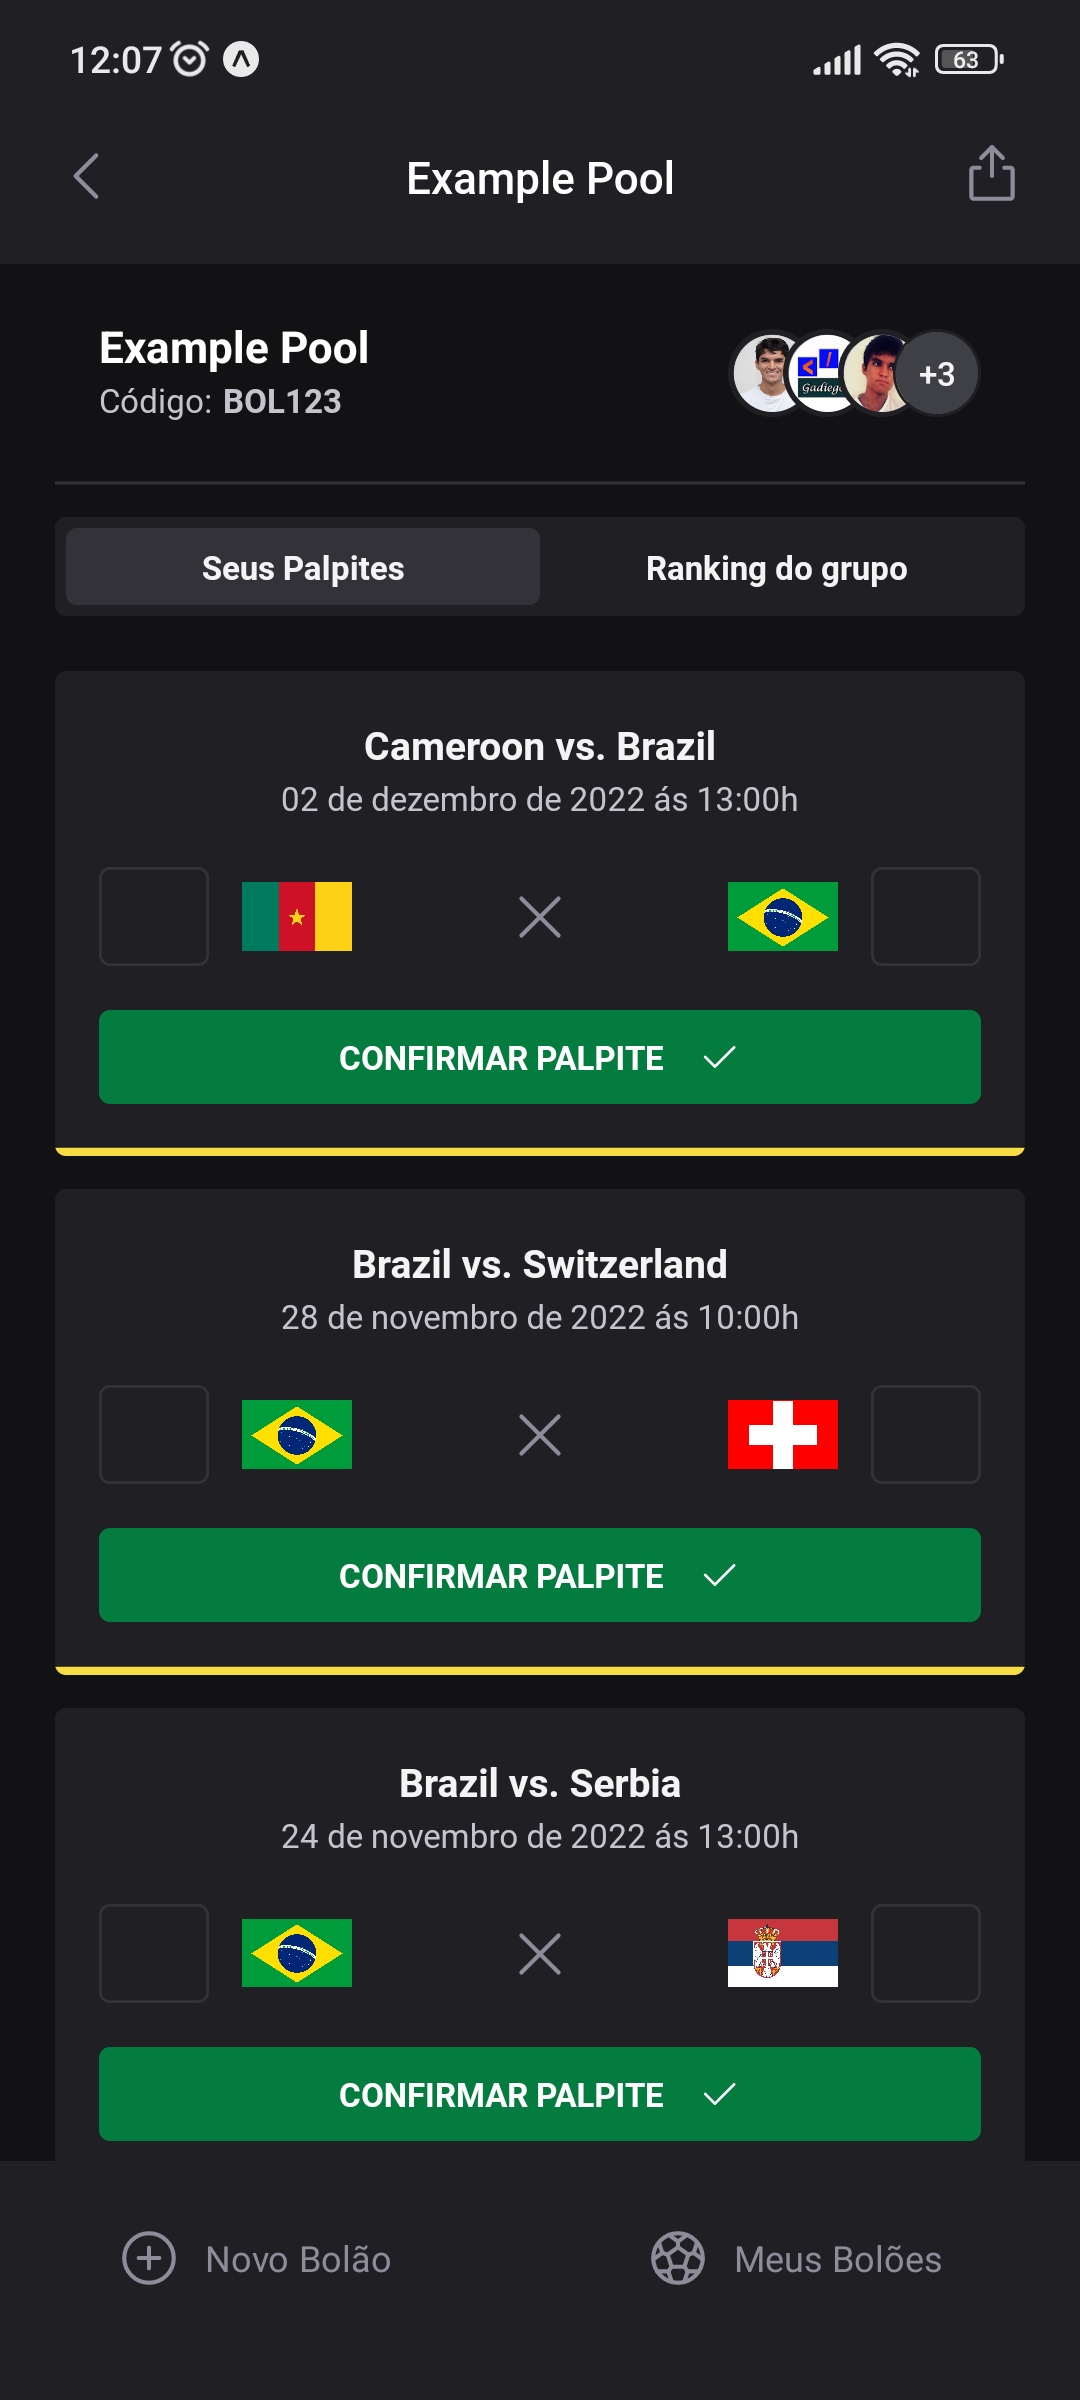 12:07
63
Example Pool
Example Pool
Código: BOL123
</ Gadieg
+3
Seus Palpites
Ranking do grupo
Cameroon vs. Brazil
02 de dezembro de 2022 ás 13:00h
CONFIRMAR PALPITE
Brazil vs. Switzerland
28 de novembro de 2022 ás 10:00h
CONFIRMAR PALPITE
Brazil vs. Serbia
24 de novembro de 2022 ás 13:00h
CONFIRMAR PALPITE
Novo Bolão
Meus Bolões